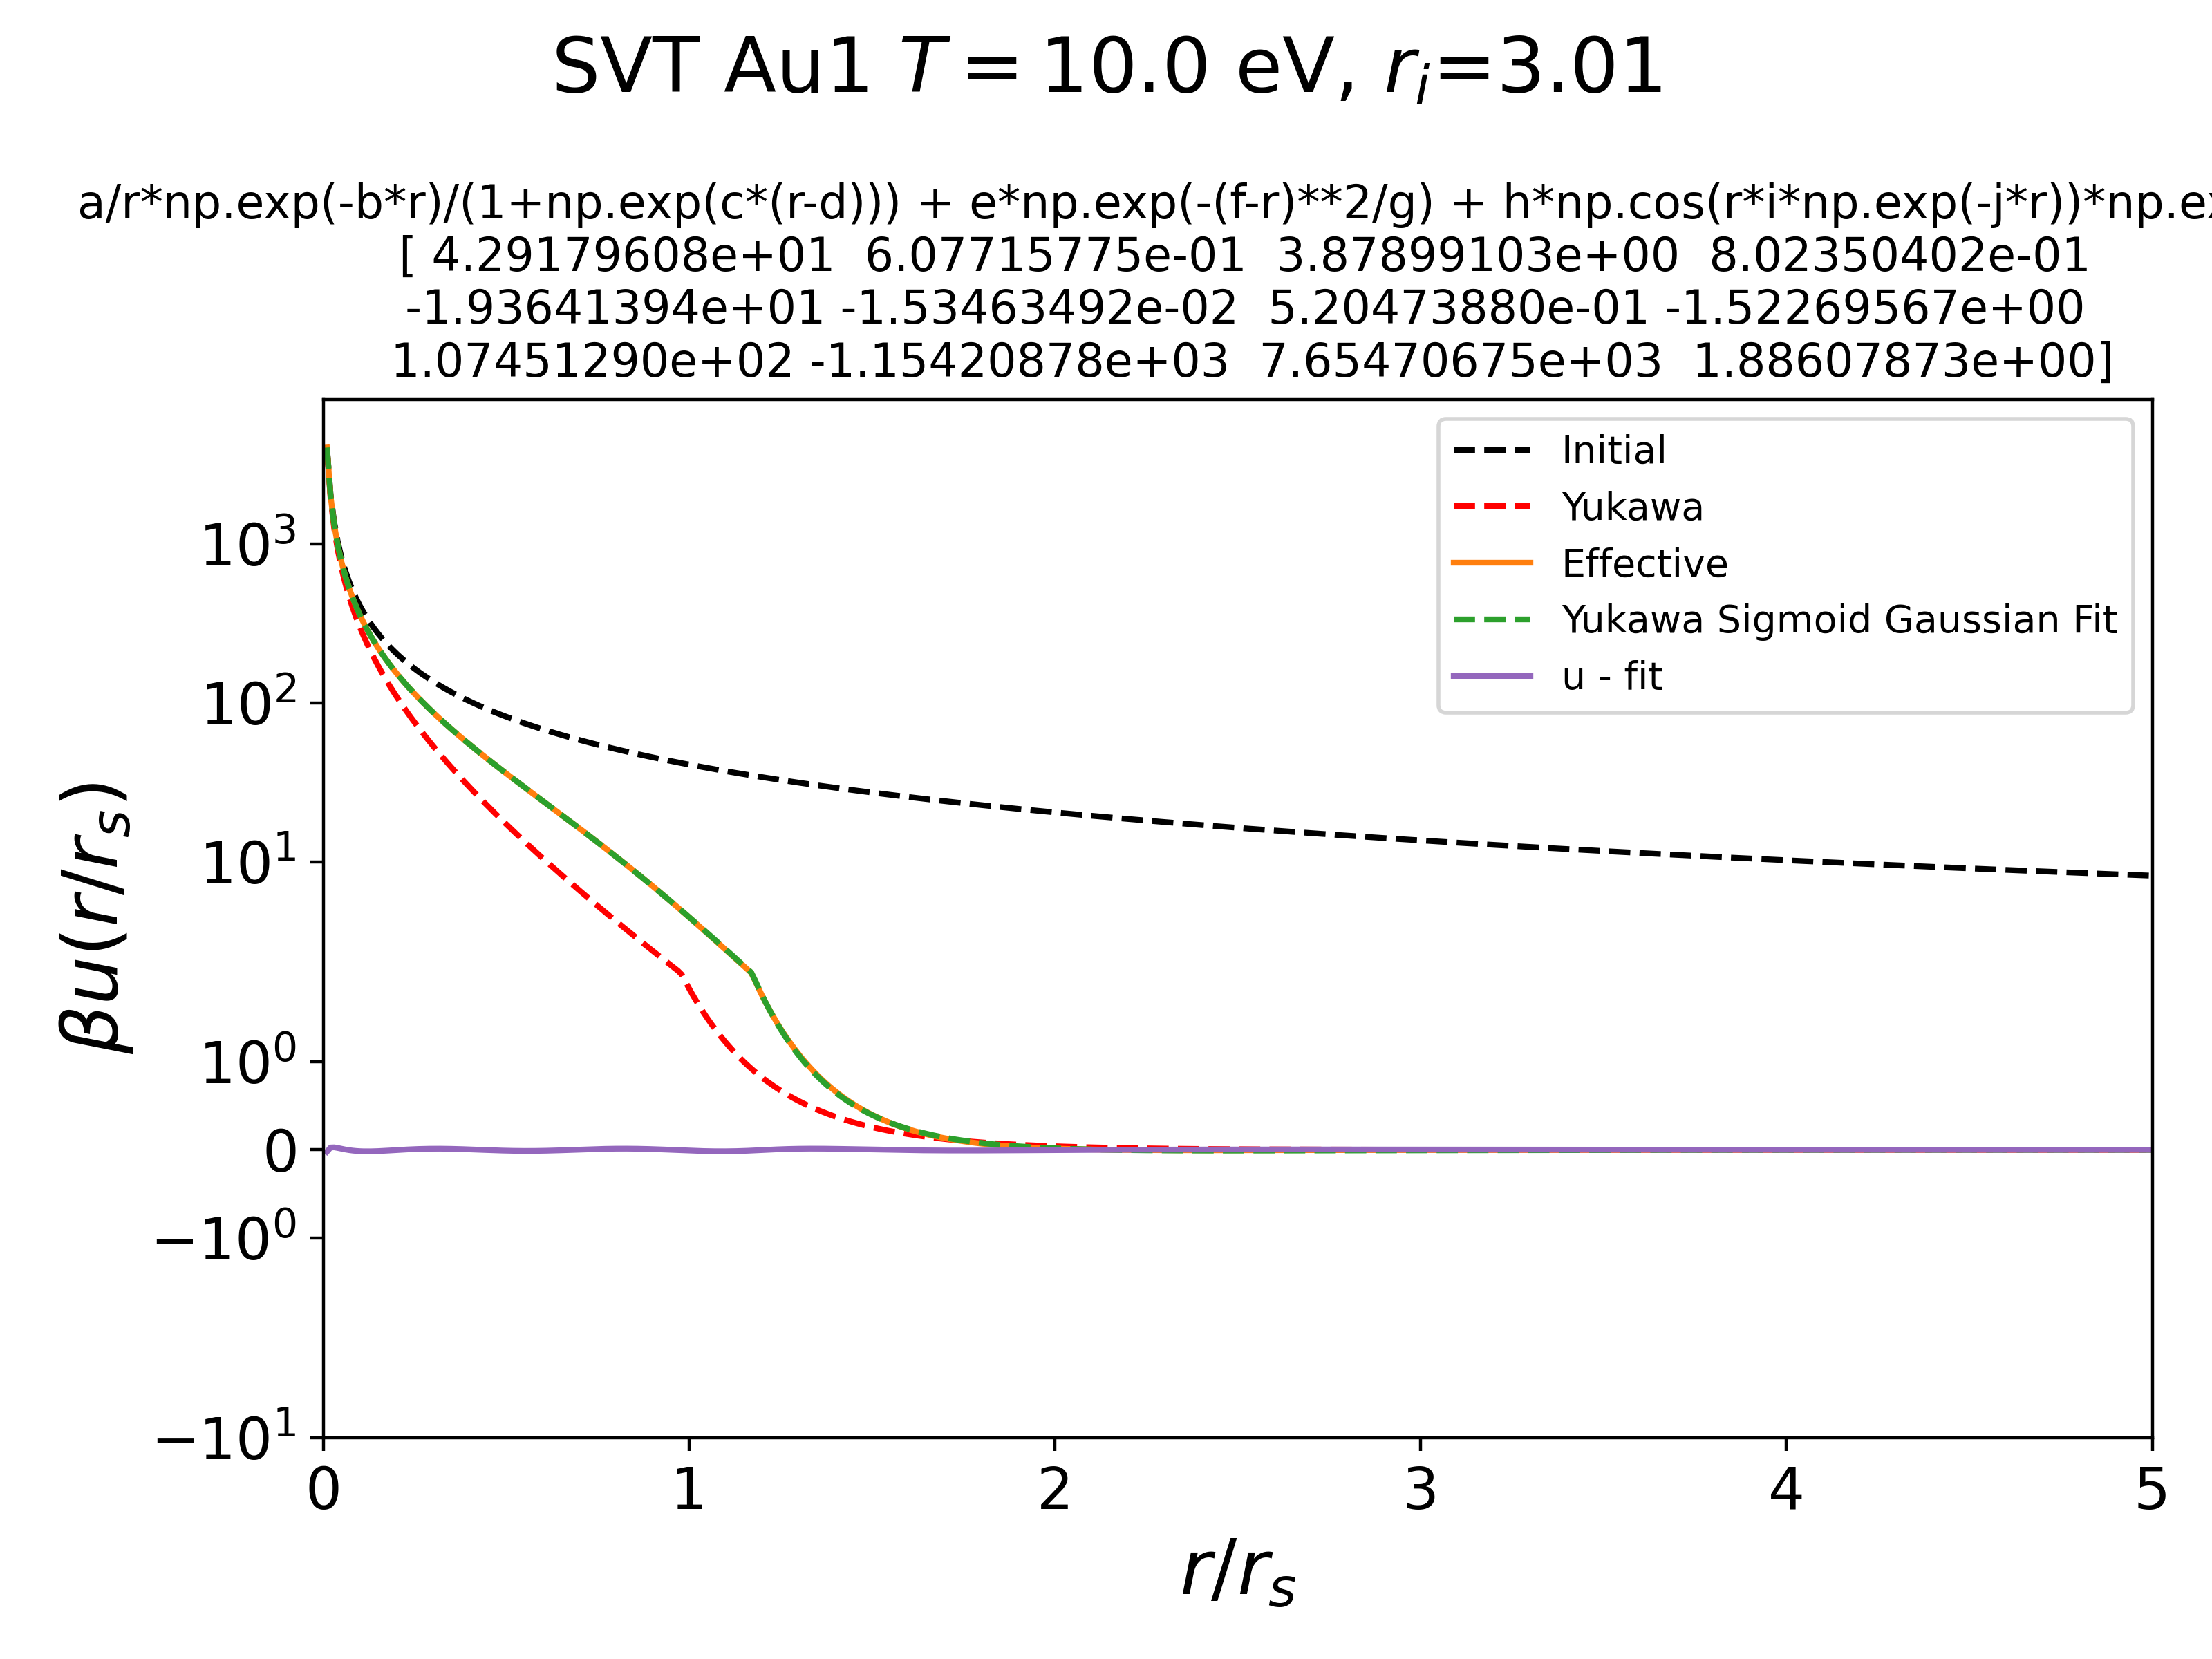 SVT Au1 T = 10.0 eV, r_i=3.01
a/r*np.exp(-b*r)/(1+np.exp(c*(r-d))) + e*np.exp(-(f-r)**2/g) + h*np.cos(r*i*np.exp(-j*r))*np.ex
[ 4.29179608e+01 6.07715775e-01 3.87899103e+00 8.02350402e-01
-1.93641394e+01 -1.53463492e-02 5.20473880e-01 -1.52269567e+00
1.07451290e+02 -1.15420878e+03 7.65470675e+03 1.88607873e+00]
Initial
Yukawa
Effective
Yukawa Sigmoid Gaussian Fit
u - fit
βu(r/r_s)
10^3
10^2
10^1
10^0
0
−10^0
−10^1
0 1 2 3 4 5
r/r_s